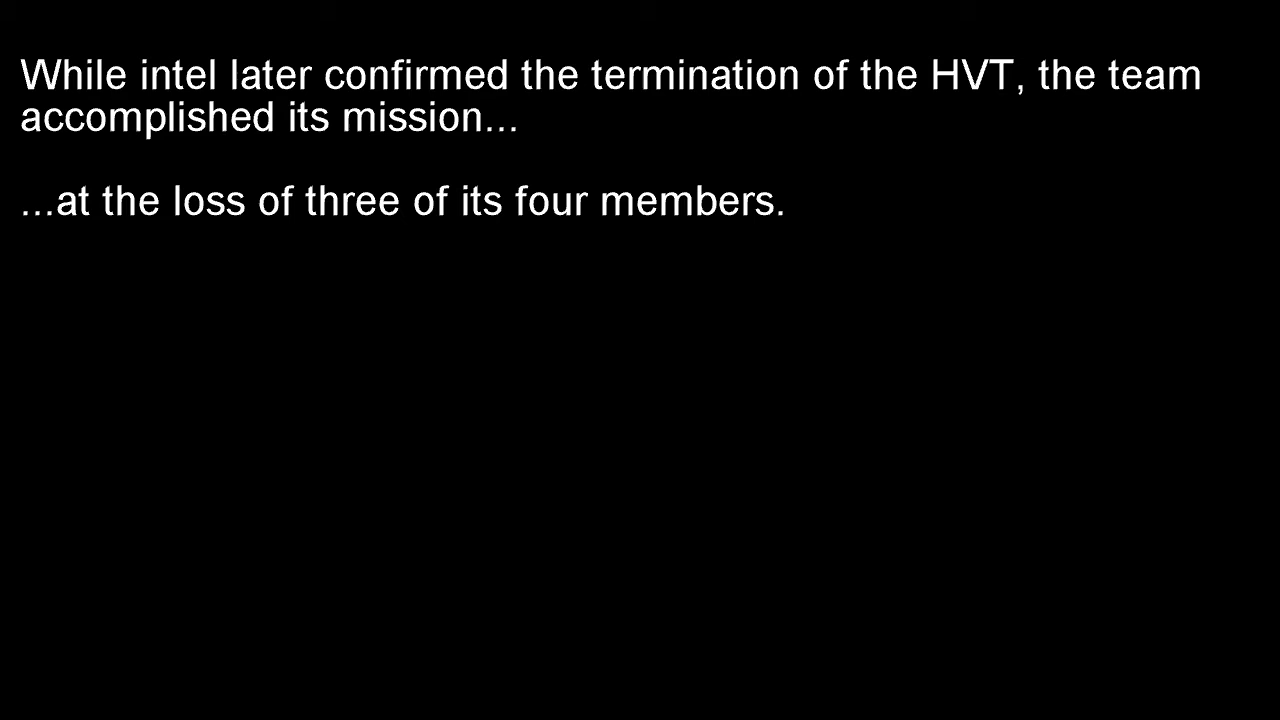 While intel later confirmed the termination of the HVT, the team
accomplished its mission...
...at the loss of three of its four members.